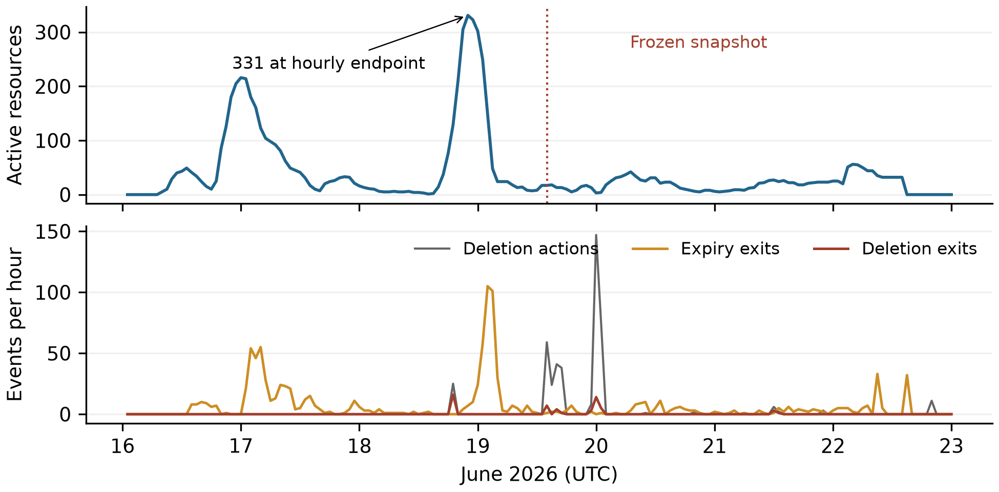 Active resources
300
200
100
0
331 at hourly endpoint
Frozen snapshot
Events per hour
150
100
50
0
Deletion actions
Expiry exits
Deletion exits
16 17 18 19 20 21 22 23
June 2026 (UTC)